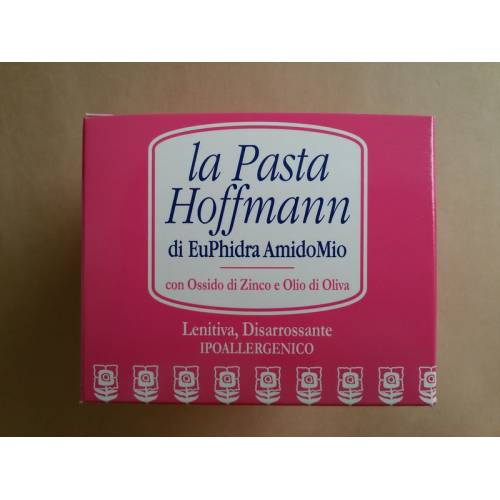 la Pasta
Hoffmann
di EuPhidra AmidoMio
con Ossido di Zinco e Olio di Oliva
Lenitiva, Disarrossante
IPOALLERGENICO